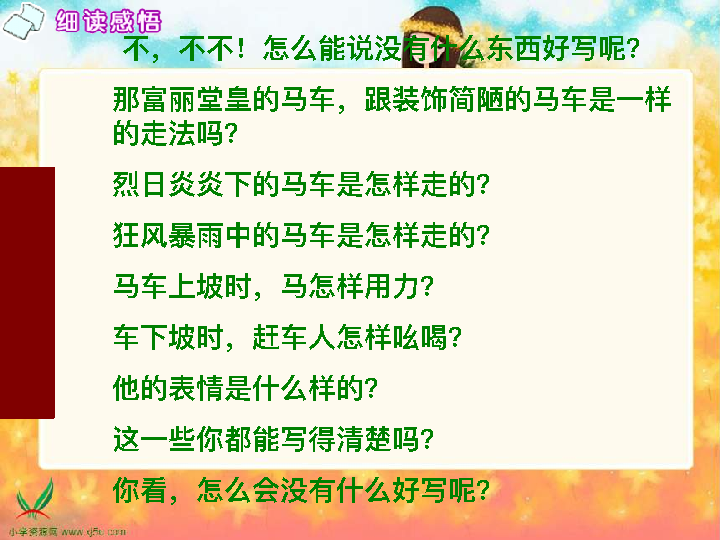 细读感悟
不，不不！怎么能说没有什么东西好写呢？
那富丽堂皇的马车，跟装饰简陋的马车是一样
的走法吗？
烈日炎炎下的马车是怎样走的？
狂风暴雨中的马车是怎样走的？
马车上坡时，马怎样用力？
车下坡时，赶车人怎样吆喝？
他的表情是什么样的？
这一些你都能写得清楚吗？
你看，怎么会没有什么好写呢？
小学资源网 www.xj5u.com